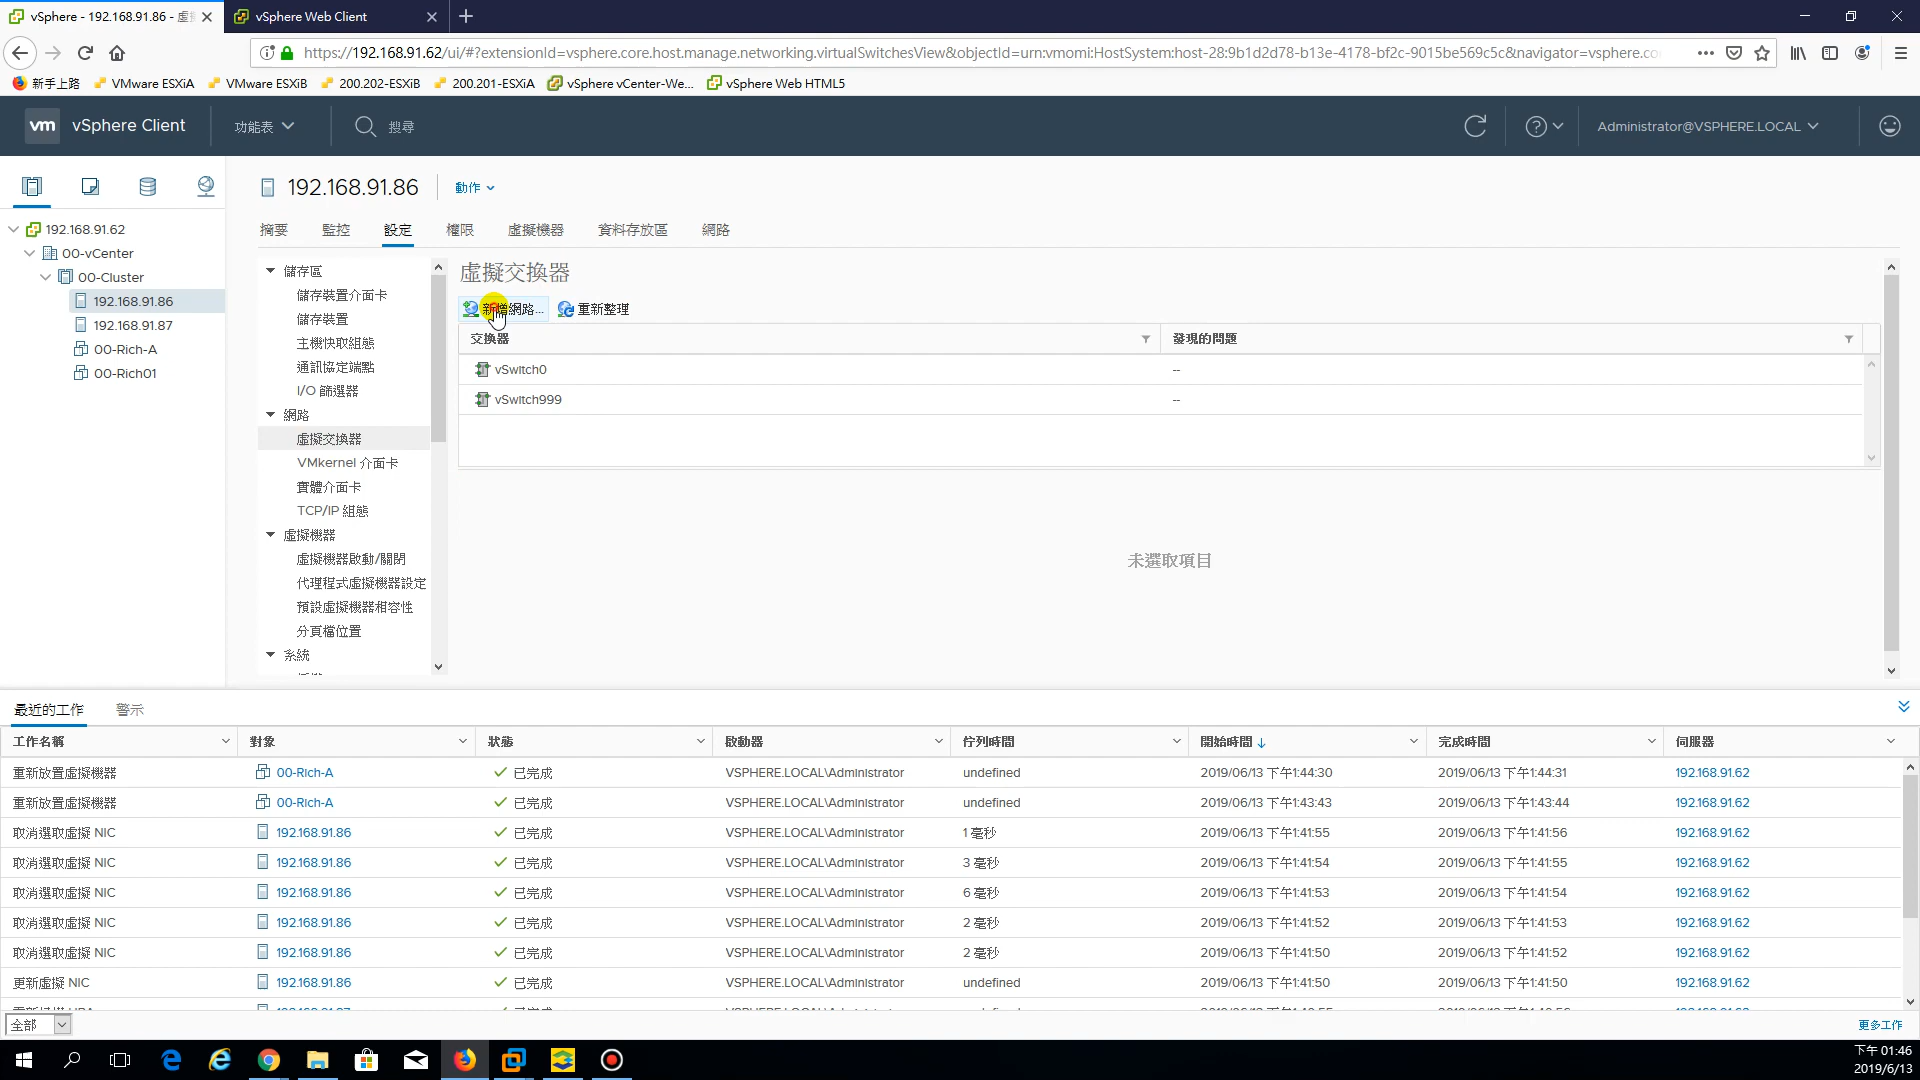 vSphere - 192.168.91.86 - 虛
vSphere Web Client
https://192.168.91.62/ui/#?extensionId=vsphere.core.host.manage.networking.virtualSwitchesView&objectId=urn:vmomi:HostSystem:host-28:9b1d2d78-b13e-4178-bf2c-9015be569c5c&navigator=vsphere.co
新手上路
VMware ESXiA
VMware ESXiB
200.202-ESXiB
200.201-ESXiA
vSphere vCenter-We...
vSphere Web HTML5
vm
vSphere Client
功能表
搜尋
Administrator@VSPHERE.LOCAL
192.168.91.62
00-vCenter
00-Cluster
192.168.91.86
192.168.91.87
00-Rich-A
00-Rich01
192.168.91.86
動作
摘要
監控
設定
權限
虛擬機器
資料存放區
網路
儲存區
儲存裝置介面卡
儲存裝置
主機快取組態
通訊協定端點
I/O 篩選器
網路
虛擬交換器
VMkernel 介面卡
實體介面卡
TCP/IP 組態
虛擬機器
虛擬機器啟動/關閉
代理程式虛擬機器設定
預設虛擬機器相容性
分頁檔位置
系統
虛擬交換器
新增網路...
重新整理
交換器
發現的問題
vSwitch0
--
vSwitch999
--
未選取項目
最近的工作
警示
工作名稱
對象
狀態
啟動器
佇列時間
開始時間 ↓
完成時間
伺服器
重新放置虛擬機器 00-Rich-A 已完成 VSPHERE.LOCAL\Administrator undefined 2019/06/13 下午1:44:30 2019/06/13 下午1:44:31 192.168.91.62
重新放置虛擬機器 00-Rich-A 已完成 VSPHERE.LOCAL\Administrator undefined 2019/06/13 下午1:43:43 2019/06/13 下午1:43:44 192.168.91.62
取消選取虛擬 NIC 192.168.91.86 已完成 VSPHERE.LOCAL\Administrator 1 毫秒 2019/06/13 下午1:41:55 2019/06/13 下午1:41:56 192.168.91.62
取消選取虛擬 NIC 192.168.91.86 已完成 VSPHERE.LOCAL\Administrator 3 毫秒 2019/06/13 下午1:41:54 2019/06/13 下午1:41:55 192.168.91.62
取消選取虛擬 NIC 192.168.91.86 已完成 VSPHERE.LOCAL\Administrator 6 毫秒 2019/06/13 下午1:41:53 2019/06/13 下午1:41:54 192.168.91.62
取消選取虛擬 NIC 192.168.91.86 已完成 VSPHERE.LOCAL\Administrator 2 毫秒 2019/06/13 下午1:41:52 2019/06/13 下午1:41:53 192.168.91.62
取消選取虛擬 NIC 192.168.91.86 已完成 VSPHERE.LOCAL\Administrator 2 毫秒 2019/06/13 下午1:41:50 2019/06/13 下午1:41:52 192.168.91.62
更新虛擬 NIC 192.168.91.86 已完成 VSPHERE.LOCAL\Administrator undefined 2019/06/13 下午1:41:50 2019/06/13 下午1:41:50 192.168.91.62
全部
更多工作
下午 01:46
2019/6/13